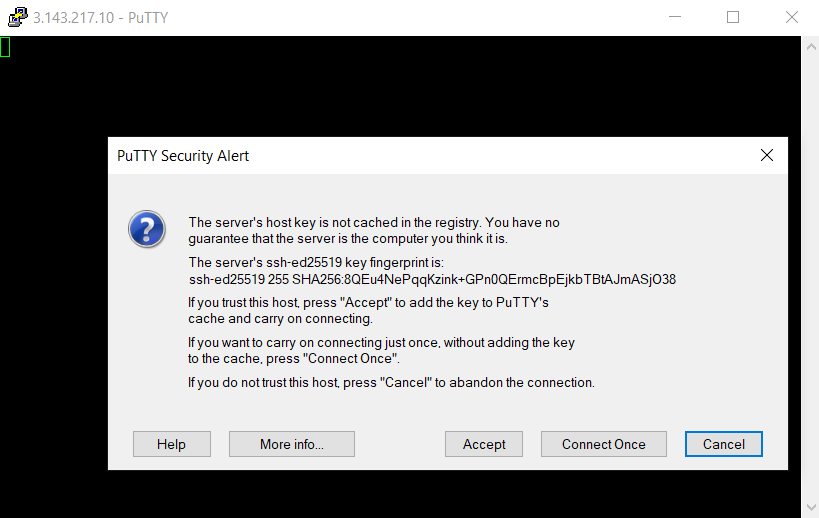 3.143.217.10 - PuTTY
PuTTY Security Alert
The server's host key is not cached in the registry. You have no
guarantee that the server is the computer you think it is.
The server's ssh-ed25519 key fingerprint is:
ssh-ed25519 255 SHA256:8QEu4NePqqKzink+GPn0QErmcBpEjkbTBtAJmASjO38
If you trust this host, press "Accept" to add the key to PuTTY's
cache and carry on connecting.
If you want to carry on connecting just once, without adding the key
to the cache, press "Connect Once".
If you do not trust this host, press "Cancel" to abandon the connection.
Help
More info...
Accept
Connect Once
Cancel